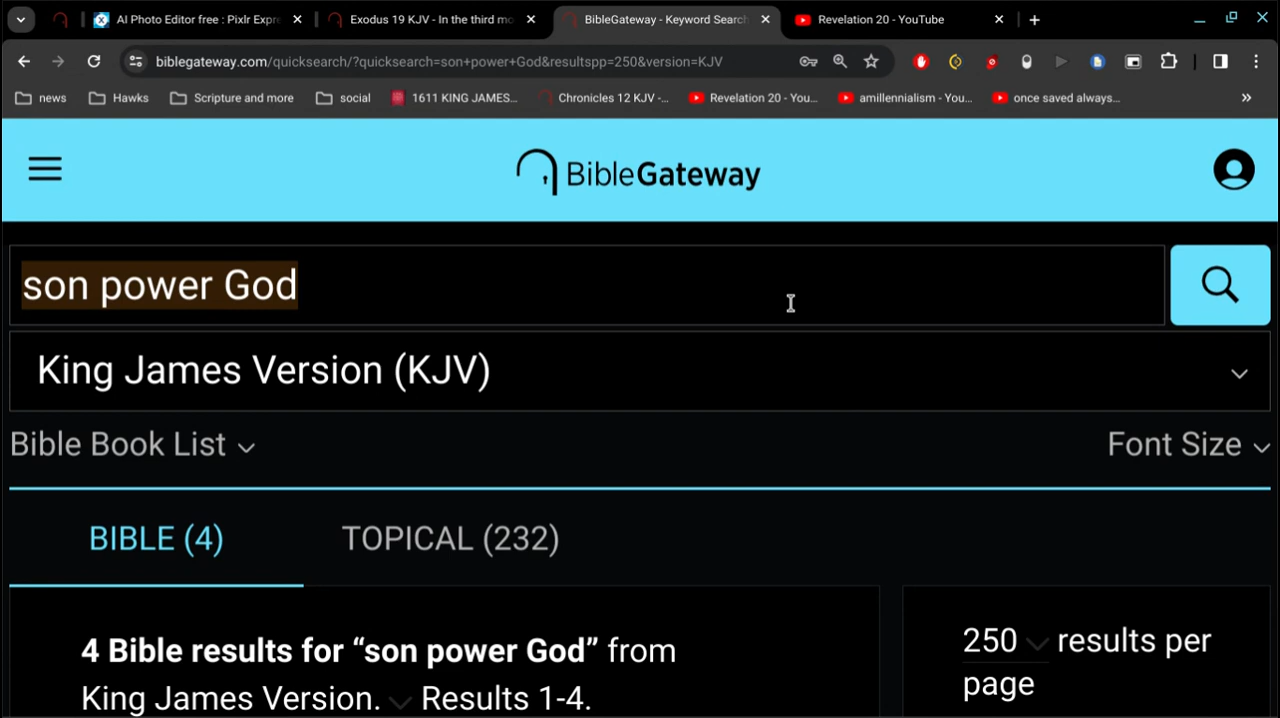 AI Photo Editor free : Pixlr Expre
Exodus 19 KJV - In the third mo
BibleGateway - Keyword Search
Revelation 20 - YouTube
biblegateway.com/quicksearch/?quicksearch=son+power+God&resultspp=250&version=KJV
news
Hawks
Scripture and more
social
1611 KING JAMES...
Chronicles 12 KJV -...
Revelation 20 - You...
amillennialism - You...
once saved always...
BibleGateway
son power God
King James Version (KJV)
Bible Book List
Font Size
BIBLE (4)
TOPICAL (232)
4 Bible results for “son power God” from
King James Version. Results 1-4.
250 results per
page